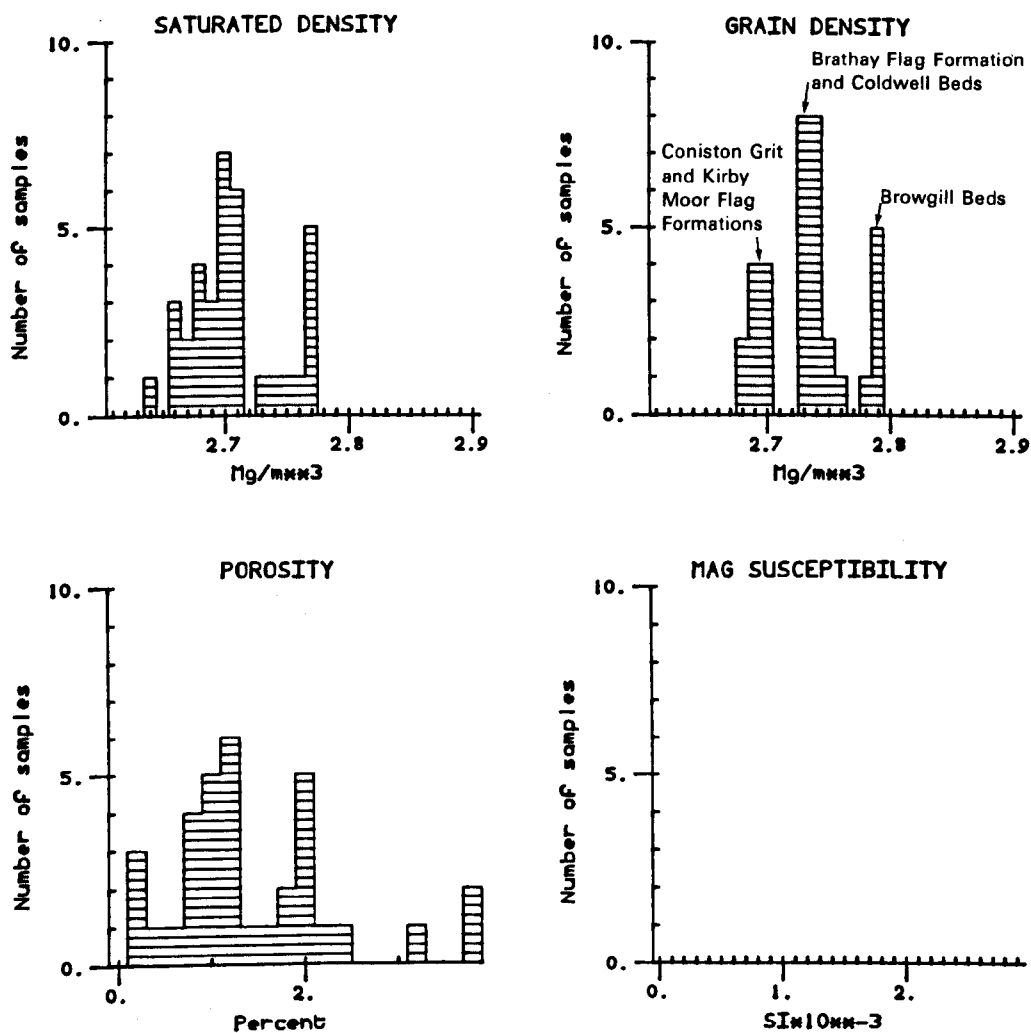 SATURATED DENSITY
10.
5.
0.
Number of samples
2.7
2.8
2.9
Mg/m**3
GRAIN DENSITY
10.
5.
0.
Number of samples
Brathay Flag Formation
and Coldwell Beds
Coniston Grit
and Kirby
Moor Flag
Formations
Browgill Beds
2.7
2.8
2.9
Mg/m**3
POROSITY
10.
5.
0.
Number of samples
0.
2.
Percent
MAG SUSCEPTIBILITY
10.
5.
0.
Number of samples
0.
1.
2.
SI*10**-3